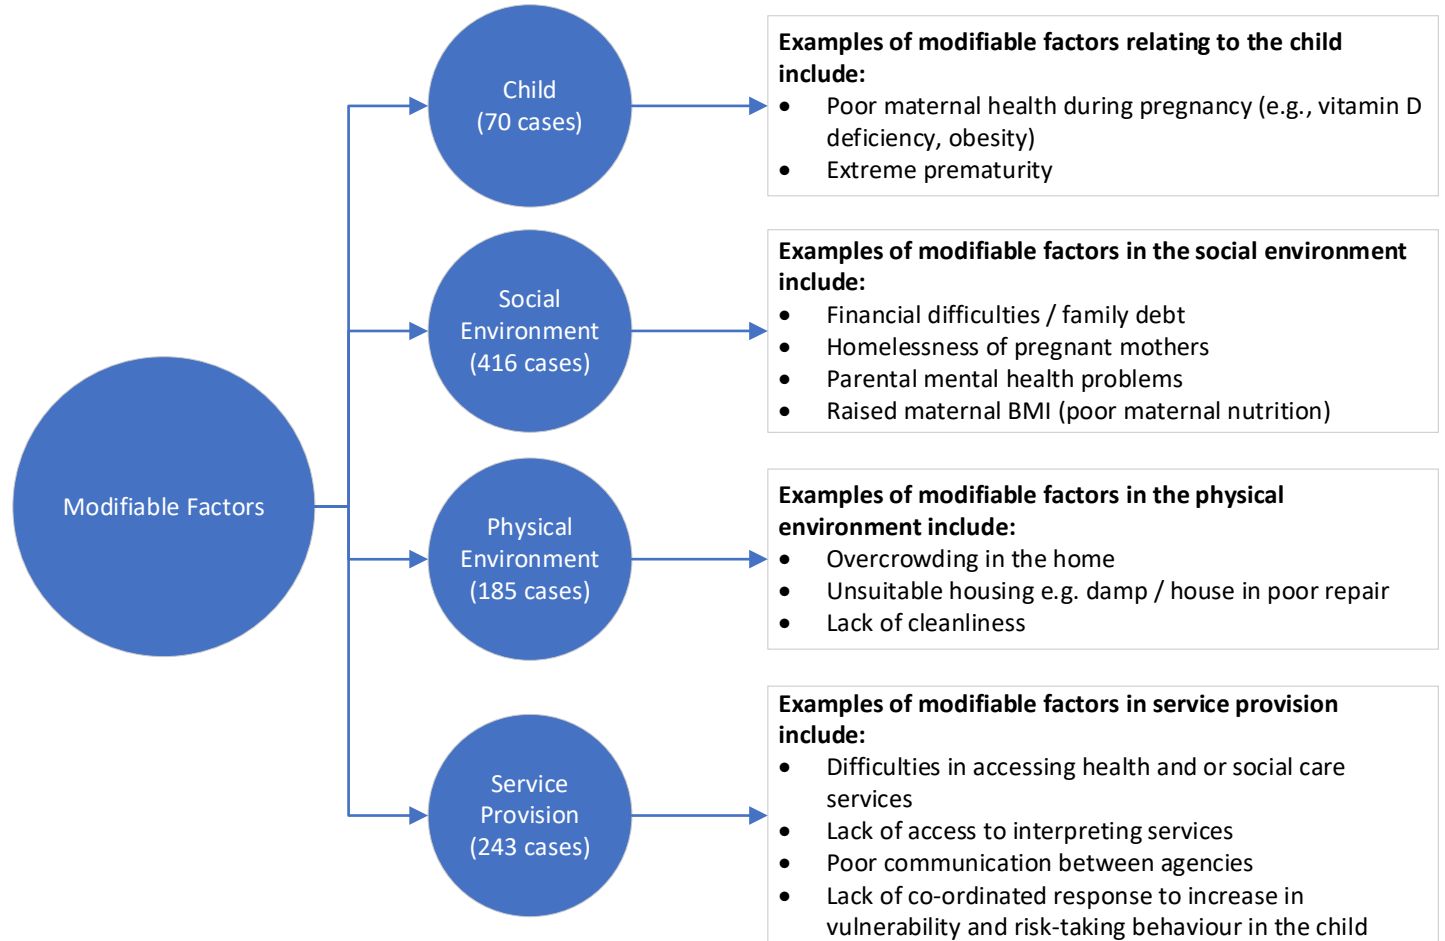 Modifiable Factors
Child
(70 cases)
Examples of modifiable factors relating to the child
include:
• Poor maternal health during pregnancy (e.g., vitamin D
deficiency, obesity)
• Extreme prematurity
Social
Environment
(416 cases)
Examples of modifiable factors in the social environment
include:
• Financial difficulties / family debt
• Homelessness of pregnant mothers
• Parental mental health problems
• Raised maternal BMI (poor maternal nutrition)
Physical
Environment
(185 cases)
Examples of modifiable factors in the physical
environment include:
• Overcrowding in the home
• Unsuitable housing e.g. damp / house in poor repair
• Lack of cleanliness
Service
Provision
(243 cases)
Examples of modifiable factors in service provision
include:
• Difficulties in accessing health and or social care
services
• Lack of access to interpreting services
• Poor communication between agencies
• Lack of co-ordinated response to increase in
vulnerability and risk-taking behaviour in the child